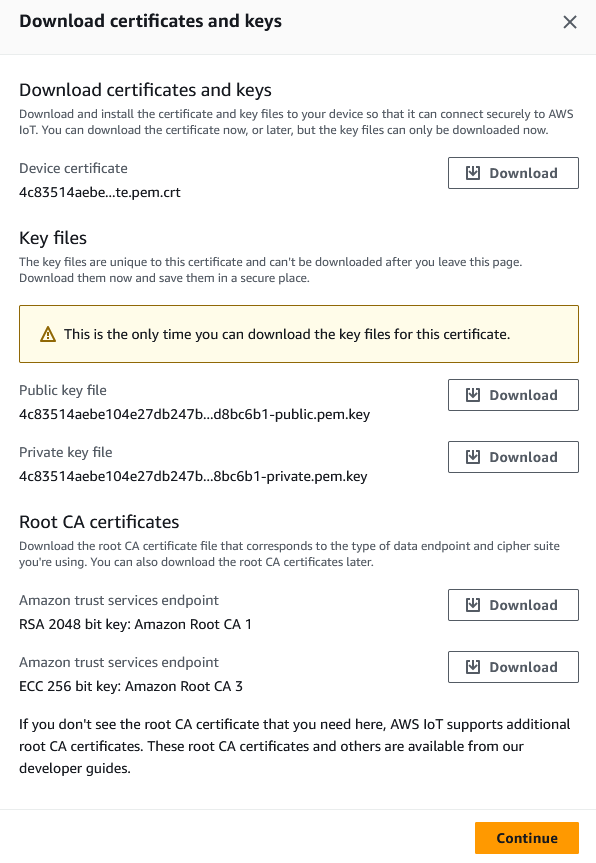 Download certificates and keys
Download certificates and keys
Download and install the certificate and key files to your device so that it can connect securely to AWS
IoT. You can download the certificate now, or later, but the key files can only be downloaded now.
Device certificate
Download
4c83514aebe...te.pem.crt
Key files
The key files are unique to this certificate and can't be downloaded after you leave this page.
Download them now and save them in a secure place.
This is the only time you can download the key files for this certificate.
Public key file
Download
4c83514aebe104e27db247b...d8bc6b1-public.pem.key
Private key file
Download
4c83514aebe104e27db247b...8bc6b1-private.pem.key
Root CA certificates
Download the root CA certificate file that corresponds to the type of data endpoint and cipher suite
you're using. You can also download the root CA certificates later.
Amazon trust services endpoint
Download
RSA 2048 bit key: Amazon Root CA 1
Amazon trust services endpoint
Download
ECC 256 bit key: Amazon Root CA 3
If you don't see the root CA certificate that you need here, AWS IoT supports additional
root CA certificates. These root CA certificates and others are available from our
developer guides.
Continue